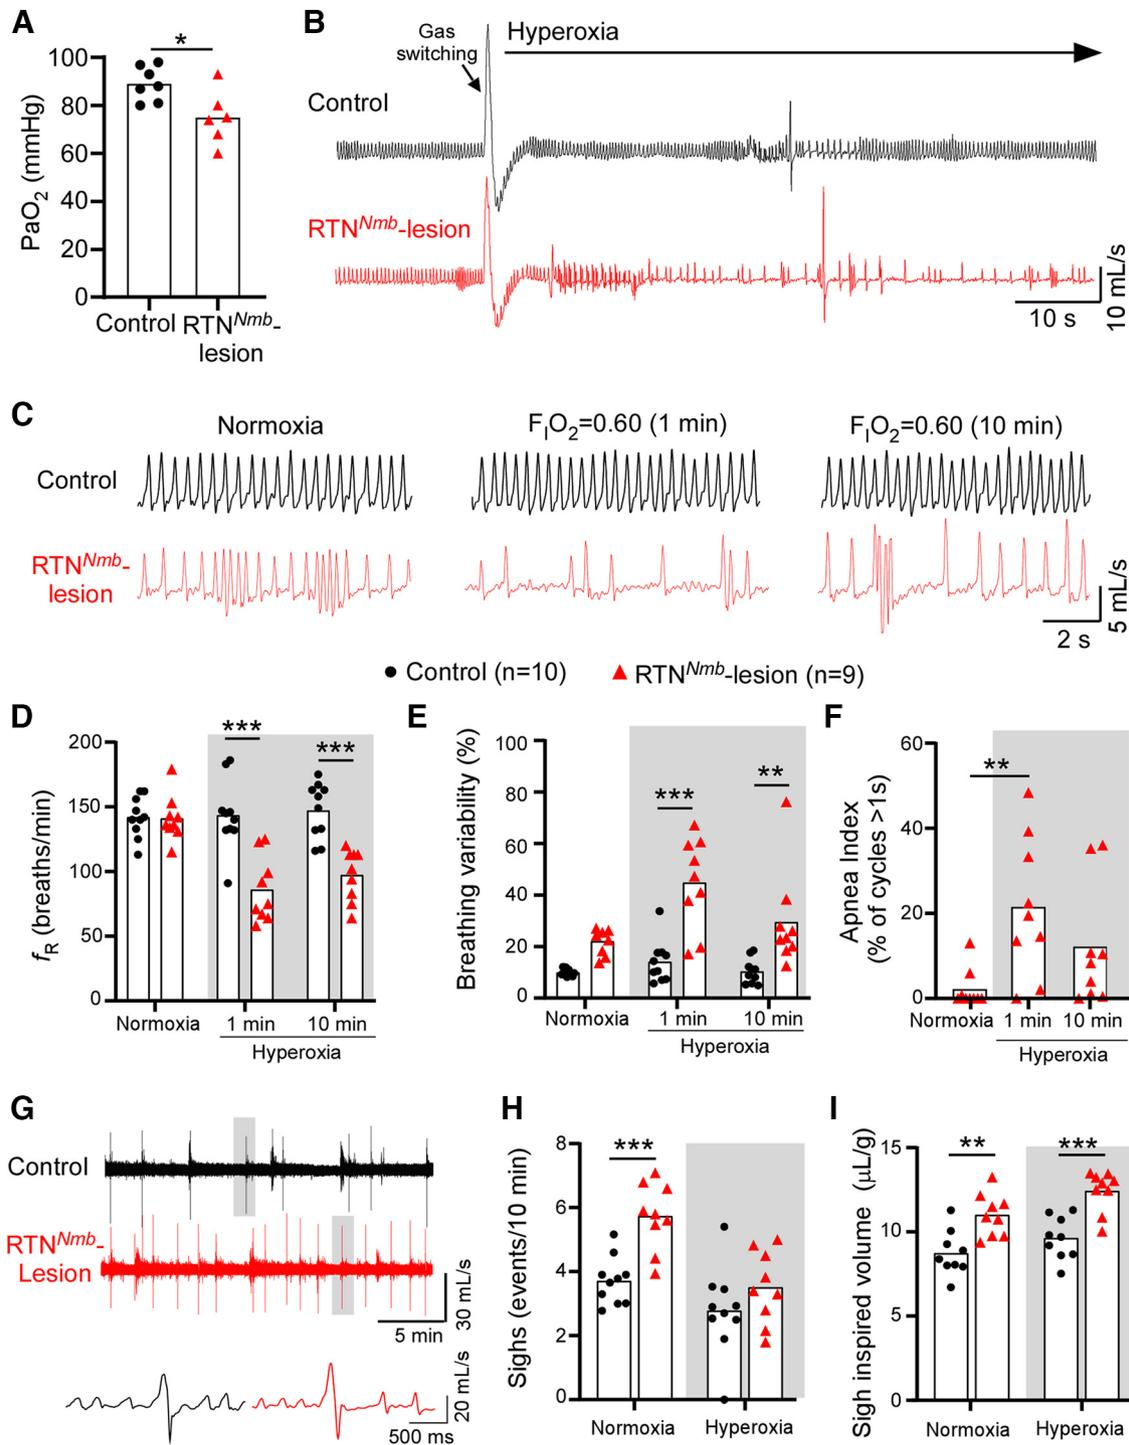 A
*
PaO2 (mmHg)
100
80
60
40
20
0
Control
RTNNmb-
lesion
B
Gas
switching
Hyperoxia
Control
RTNNmb-lesion
10 s
10 mL/s
C
Normoxia
FIO2=0.60 (1 min)
FIO2=0.60 (10 min)
Control
RTNNmb-
lesion
2 s
5 mL/s
Control (n=10)
RTNNmb-lesion (n=9)
D
fR (breaths/min)
200
150
100
50
0
***
***
Normoxia
1 min
10 min
Hyperoxia
E
Breathing variability (%)
100
80
60
40
20
0
***
**
Normoxia
1 min
10 min
Hyperoxia
F
Apnea Index
(% of cycles >1s)
60
40
20
0
**
Normoxia
1 min
10 min
Hyperoxia
G
Control
RTNNmb-
Lesion
5 min
30 mL/s
500 ms
20 mL/s
H
Sighs (events/10 min)
8
6
4
2
0
***
Normoxia
Hyperoxia
I
Sigh inspired volume (µL/g)
15
10
5
0
**
***
Normoxia
Hyperoxia